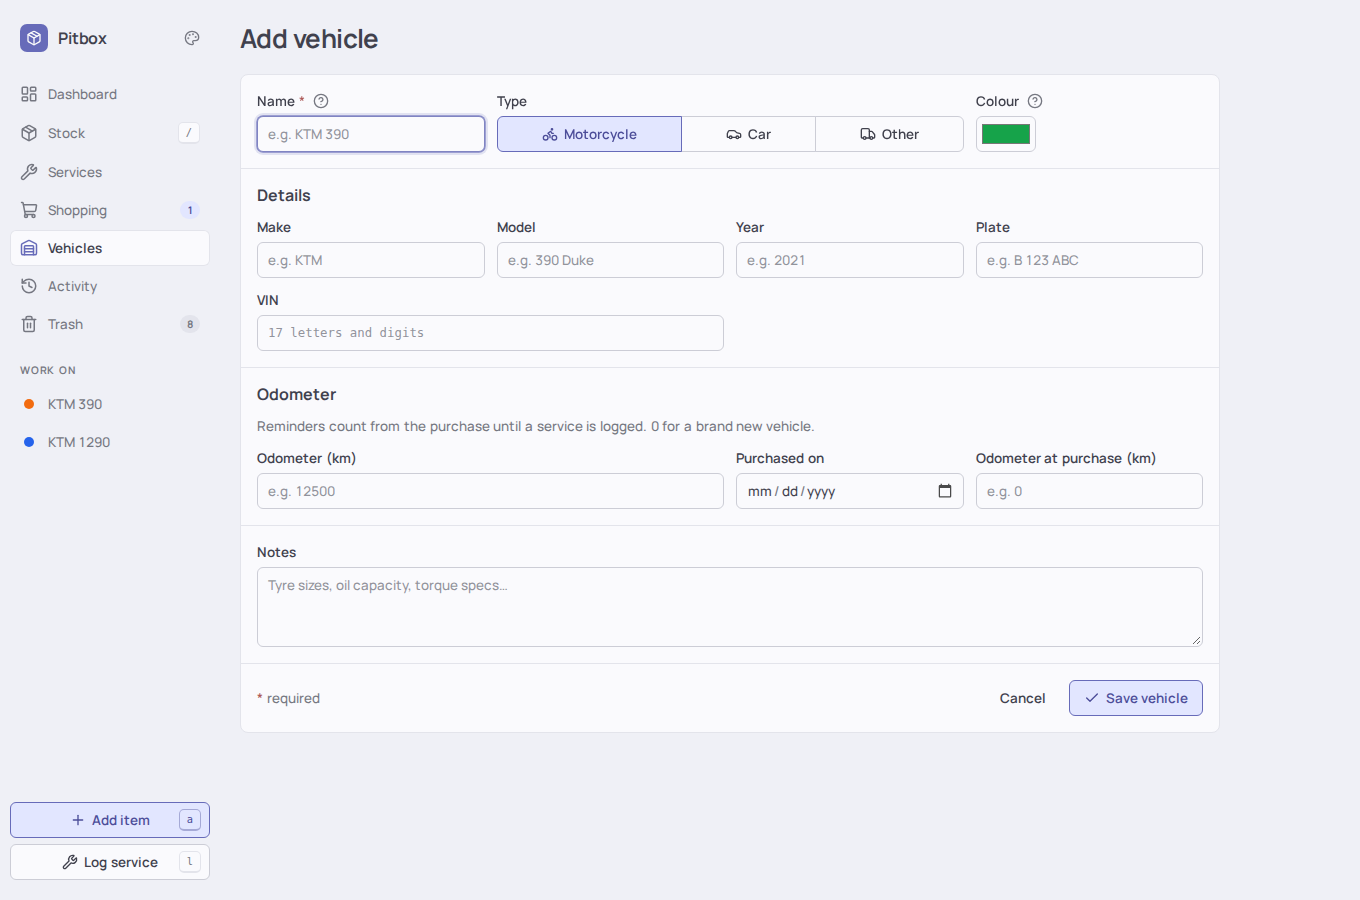 Pitbox
Dashboard
Stock /
Services
Shopping 1
Vehicles
Activity
Trash 8
WORK ON
KTM 390
KTM 1290
+ Add item a
Log service l
Add vehicle
Name * ? Type Colour ?
e.g. KTM 390 Motorcycle Car Other
Details
Make Model Year Plate
e.g. KTM e.g. 390 Duke e.g. 2021 e.g. B 123 ABC
VIN
17 letters and digits
Odometer
Reminders count from the purchase until a service is logged. 0 for a brand new vehicle.
Odometer (km) Purchased on Odometer at purchase (km)
e.g. 12500 mm/dd/yyyy e.g. 0
Notes
Tyre sizes, oil capacity, torque specs…
* required Cancel Save vehicle